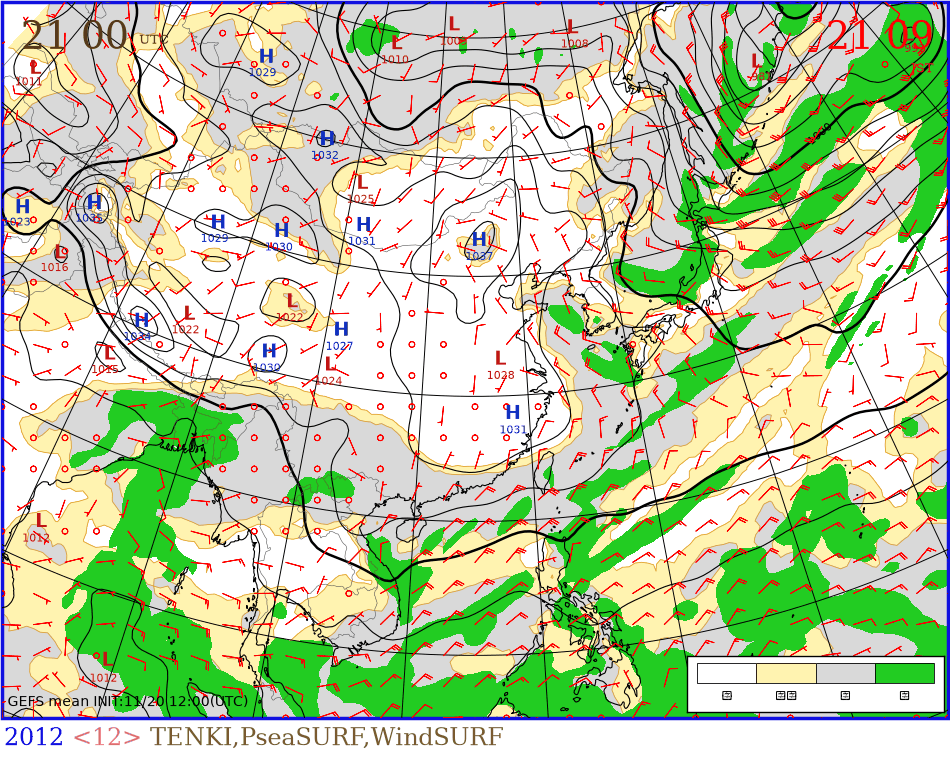 21 00 UTC
21 09 JST
H 1029
L 1010
L 1008
L 1008
L 1011
L
H 1032
L 1025
H 1023
H 1035
H 1029
H 1030
H 1031
H 1037
L 1016
L 1022
H 1034
L 1022
H 1027
L 1015
H 1030
L 1024
L 1028
H 1031
L 1012
L 1012
GEFS mean INIT:11/20 12:00(UTC)
2012 <12> TENKI,PseaSURF,WindSURF